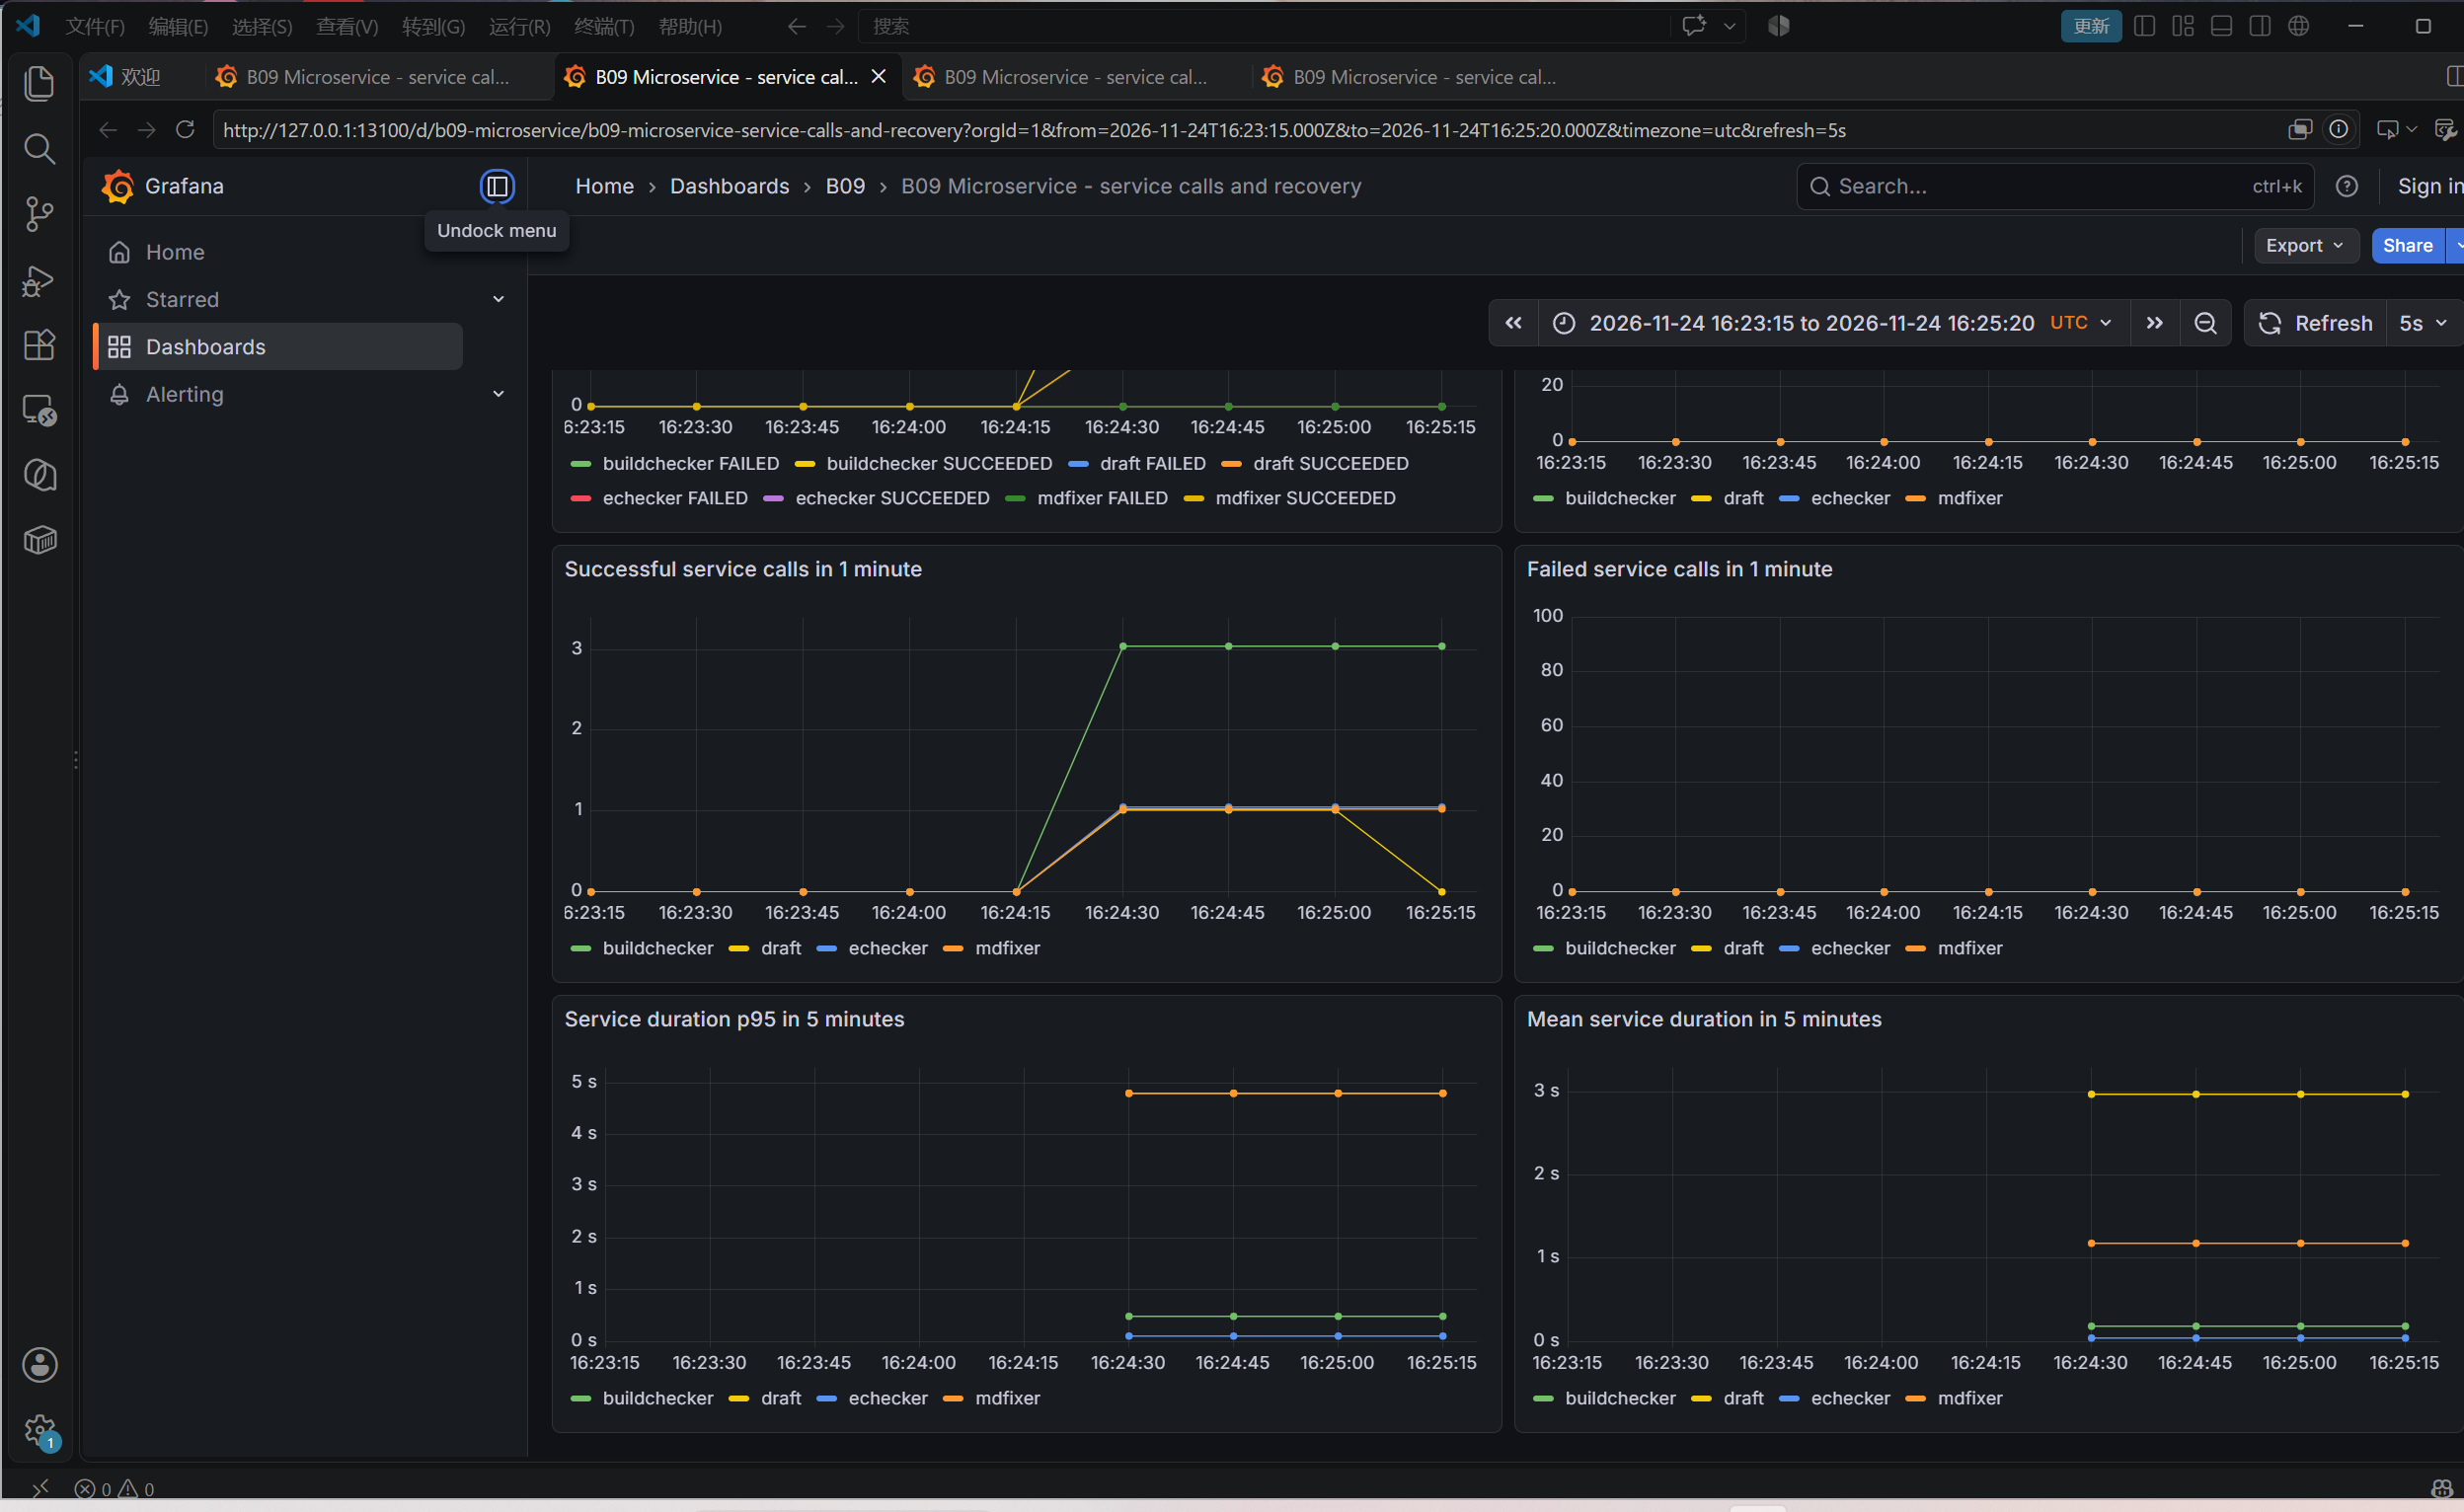 文件(F) 编辑(E) 选择(S) 查看(V) 转到(G) 运行(R) 终端(T) 帮助(H) 搜索 更新
欢迎 B09 Microservice - service cal... B09 Microservice - service cal... B09 Microservice - service cal... B09 Microservice - service cal...
http://127.0.0.1:13100/d/b09-microservice/b09-microservice-service-calls-and-recovery?orgId=1&from=2026-11-24T16:23:15.000Z&to=2026-11-24T16:25:20.000Z&timezone=utc&refresh=5s
Grafana
Home › Dashboards › B09 › B09 Microservice - service calls and recovery
Search... ctrl+k
Sign in
Undock menu
Home
Starred
Dashboards
Alerting
Export
Share
2026-11-24 16:23:15 to 2026-11-24 16:25:20 UTC
Refresh 5s
0
6:23:15 16:23:30 16:23:45 16:24:00 16:24:15 16:24:30 16:24:45 16:25:00 16:25:15
buildchecker FAILED buildchecker SUCCEEDED draft FAILED draft SUCCEEDED
echecker FAILED echecker SUCCEEDED mdfixer FAILED mdfixer SUCCEEDED
20
0
16:23:15 16:23:30 16:23:45 16:24:00 16:24:15 16:24:30 16:24:45 16:25:00 16:25:15
buildchecker draft echecker mdfixer
Successful service calls in 1 minute
3
2
1
0
6:23:15 16:23:30 16:23:45 16:24:00 16:24:15 16:24:30 16:24:45 16:25:00 16:25:15
buildchecker draft echecker mdfixer
Failed service calls in 1 minute
100
80
60
40
20
0
16:23:15 16:23:30 16:23:45 16:24:00 16:24:15 16:24:30 16:24:45 16:25:00 16:25:15
buildchecker draft echecker mdfixer
Service duration p95 in 5 minutes
5 s
4 s
3 s
2 s
1 s
0 s
16:23:15 16:23:30 16:23:45 16:24:00 16:24:15 16:24:30 16:24:45 16:25:00 16:25:15
buildchecker draft echecker mdfixer
Mean service duration in 5 minutes
3 s
2 s
1 s
0 s
16:23:15 16:23:30 16:23:45 16:24:00 16:24:15 16:24:30 16:24:45 16:25:00 16:25:15
buildchecker draft echecker mdfixer
1
0 0